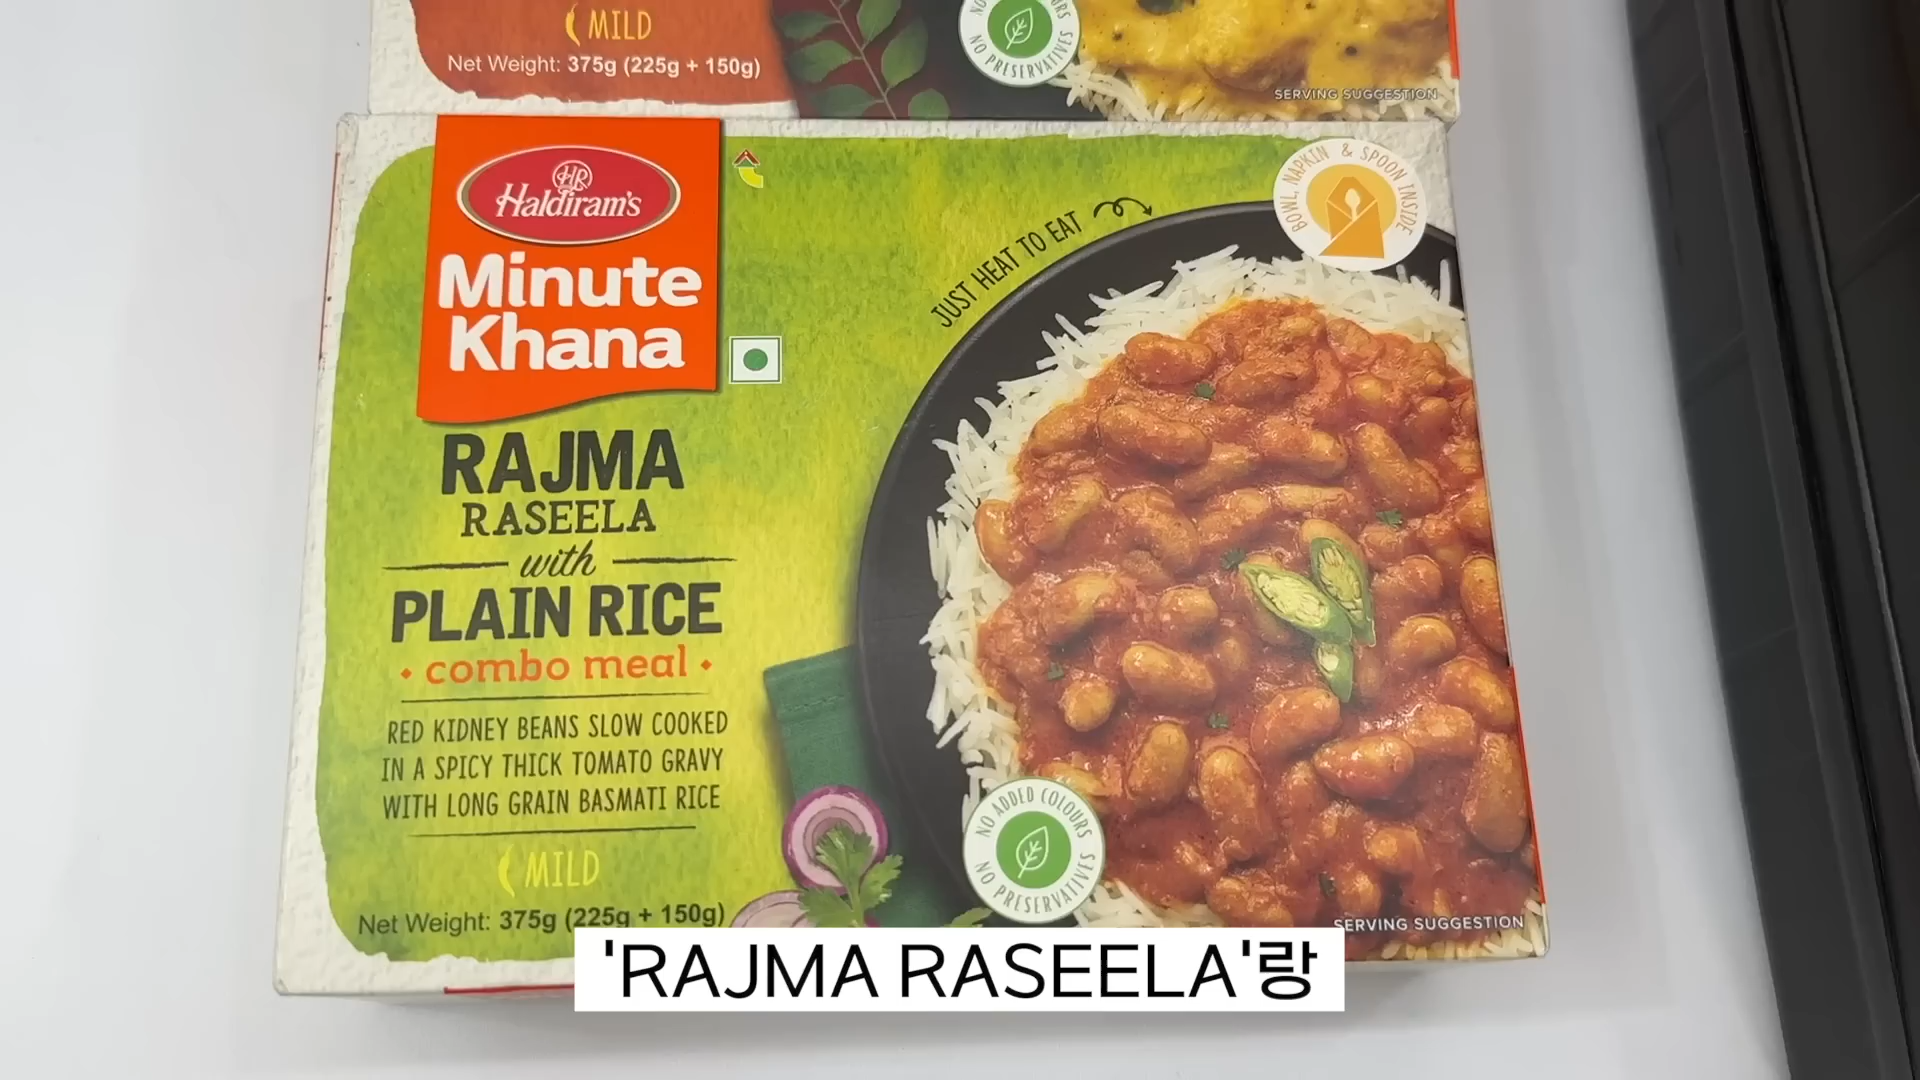 MILD
Net Weight: 375g (225g + 150g)
NO PRESERVATIVES
SERVING SUGGESTION
HR
Haldiram's
Minute
Khana
JUST HEAT TO EAT
BOWL, NAPKIN & SPOON INSIDE
RAJMA
RASEELA
with
PLAIN RICE
combo meal
RED KIDNEY BEANS SLOW COOKED
IN A SPICY THICK TOMATO GRAVY
WITH LONG GRAIN BASMATI RICE
MILD
Net Weight: 375g (225g + 150g)
NO ADDED COLOURS
NO PRESERVATIVES
SERVING SUGGESTION
'RAJMA RASEELA'랑